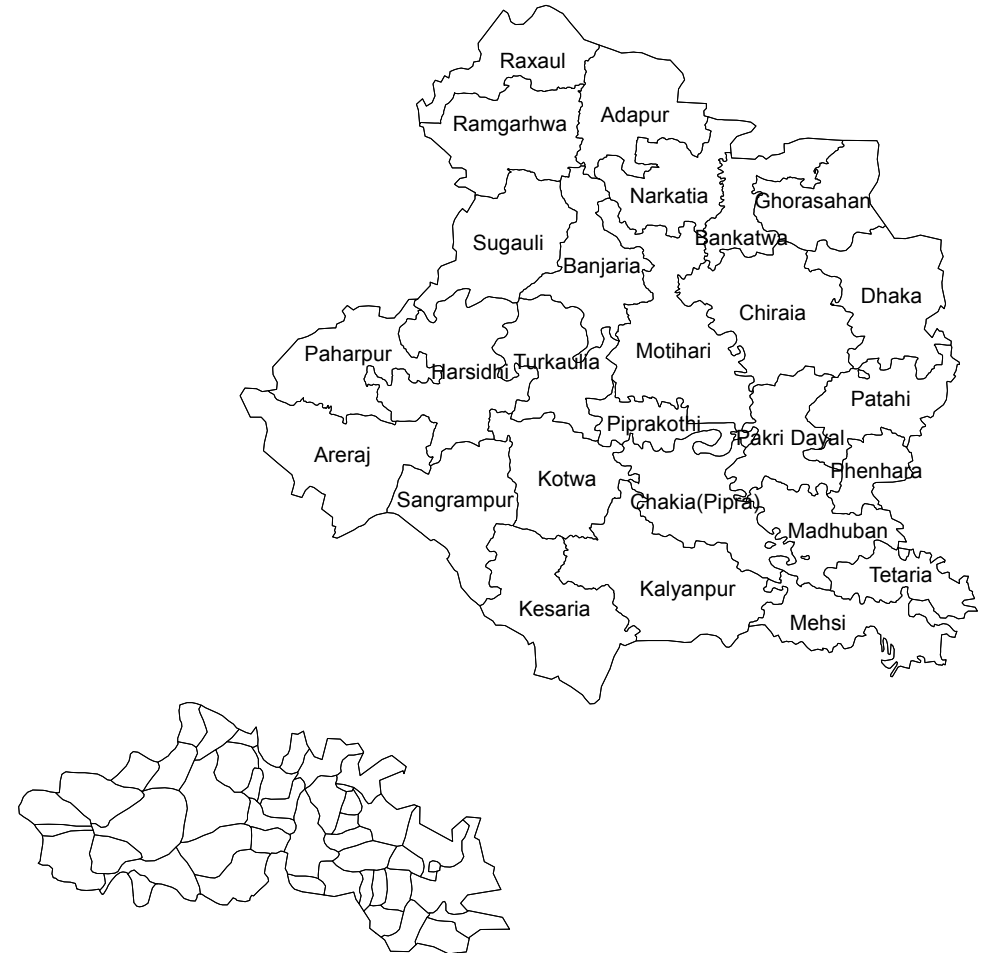 Raxaul
Adapur
Ramgarhwa
Narkatia
Ghorasahan
Bankatwa
Sugauli
Banjaria
Dhaka
Chiraia
Motihari
Paharpur
Turkaulia
Harsidhi
Patahi
Piprakothi
Pakri Dayal
Areraj
Phenhara
Kotwa
Sangrampur
Chakia(Pipra)
Madhuban
Tetaria
Kalyanpur
Kesaria
Mehsi